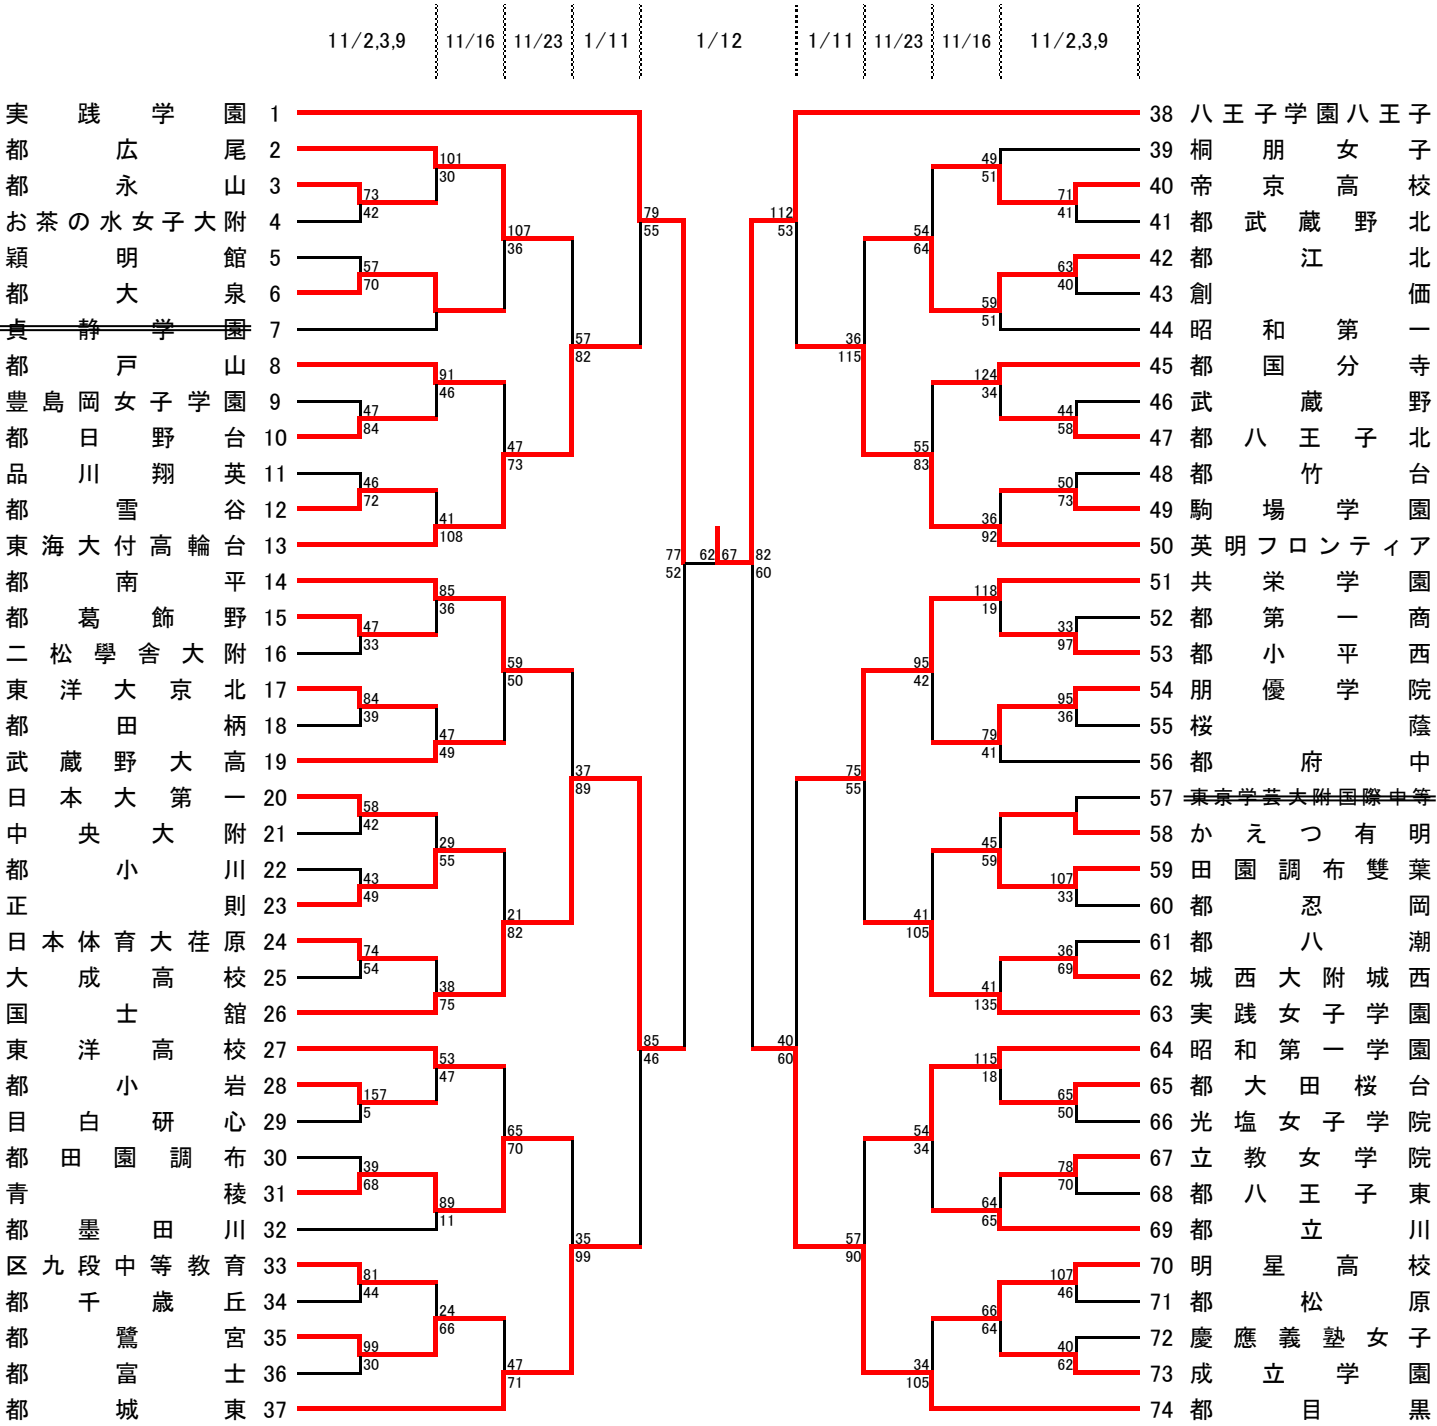 11/2,3,9 11/16 11/23 1/11 1/12 1/11 11/23 11/16 11/2,3,9
実践学園 1 38 八王子学園八王子
都広尾 2 39 桐朋女子
101 49
30 51
都永山 3 40 帝京高校
73 71
42 41
お茶の水女子大附 4 41 都武蔵野北
79 112
55 53
107 54
36 64
穎明館 5 42 都江北
57 63
70 40
都大泉 6 43 創価
59
51
貞静学園 7 44 昭和第一
57 36
82 115
都戸山 8 45 都国分寺
91 124
46 34
豊島岡女子学園 9 46 武蔵野
47 44
84 58
都日野台 10 47 都八王子北
47 55
73 83
品川翔英 11 48 都竹台
46 50
72 73
都雪谷 12 49 駒場学園
41 36
108 92
東海大付高輪台 13 50 英明フロンティア
77 62 67 82
52 60
都南平 14 51 共栄学園
85 118
36 19
都葛飾野 15 52 都第一商
47 33
33 97
二松學舎大附 16 53 都小平西
59 95
50 42
東洋大京北 17 54 朋優学院
84 95
39 36
都田柄 18 55 桜蔭
47 79
49 41
武蔵野大高 19 56 都府中
37 75
89 55
日本大第一 20 57 東京学芸大附国際中等
58
42
中央大附 21 58 かえつ有明
29 45
55 59
都小川 22 59 田園調布雙葉
43 107
49 33
正則 23 60 都忍岡
21 41
82 105
日本体育大荏原 24 61 都八潮
74 36
54 69
大成高校 25 62 城西大附城西
38 41
75 135
国士舘 26 63 実践女子学園
東洋高校 27 64 昭和第一学園
85 40
46 60
53 115
47 18
都小岩 28 65 都大田桜台
157 65
5 50
目白研心 29 66 光塩女子学院
65 54
70 34
都田園調布 30 67 立教女学院
39 78
68 70
青稜 31 68 都八王子東
89 64
11 65
都墨田川 32 69 都立川
35 57
99 90
区九段中等教育 33 70 明星高校
81 107
44 46
都千歳丘 34 71 都松原
24 66
66 64
都鷺宮 35 72 慶應義塾女子
99 40
30 62
都富士 36 73 成立学園
47 34
71 105
都城東 37 74 都目黒